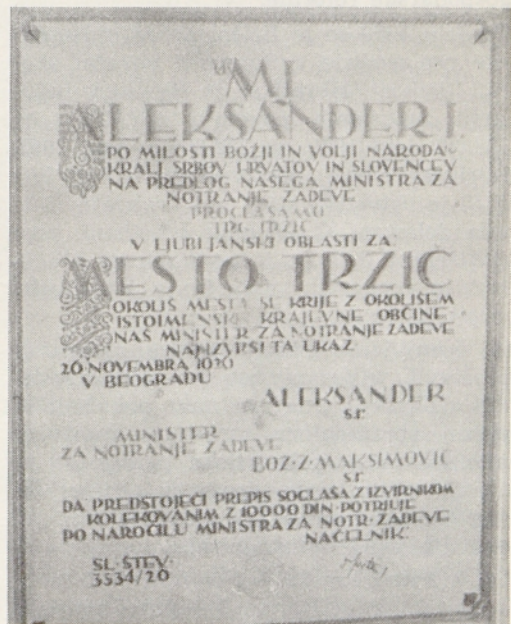 MI
ALEKSANDER I.
PO MILOSTI BOŽJI IN VOLJI NARODA
KRALJ SRBOV HRVATOV IN SLOVENCEV
NA PREDLOG NAŠEGA MINISTRA ZA
NOTRANJE ZADEVE
PROGLAŠAMO
TRG TRŽIČ
V LJUBLJANSKI OBLASTI ZA
MESTO TRŽIČ
OKOLIŠ MESTA SE KRIJE Z OKOLIŠEM
ISTOIMENSKE KRAJEVNE OBČINE
NAŠ MINISTER ZA NOTRANJE ZADEVE
NAJ IZVRŠI TA UKAZ
26 NOVEMBRA 1926
V BEOGRADU
ALEKSANDER
s.r.
MINISTER
ZA NOTRANJE ZADEVE
BOŽ·Z·MAKSIMOVIĆ
s.r.
DA PREDSTOJEČI PREPIS SOGLAŠA Z IZVIRNIKOM
KOLEKOVANIM Z 10000 DIN·POTRJUJE
PO NAROČILU MINISTRA ZA NOTR·ZADEVE
NAČELNIK:
SL·ŠTEV·
3534/26